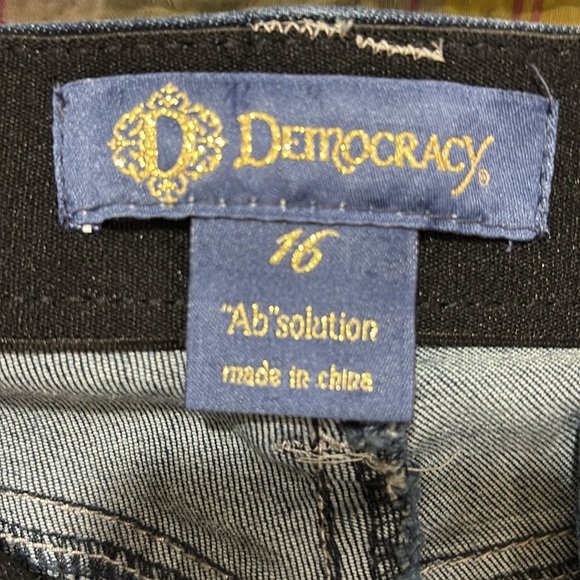 D DEMOCRACY®
16
"Ab"solution
made in china